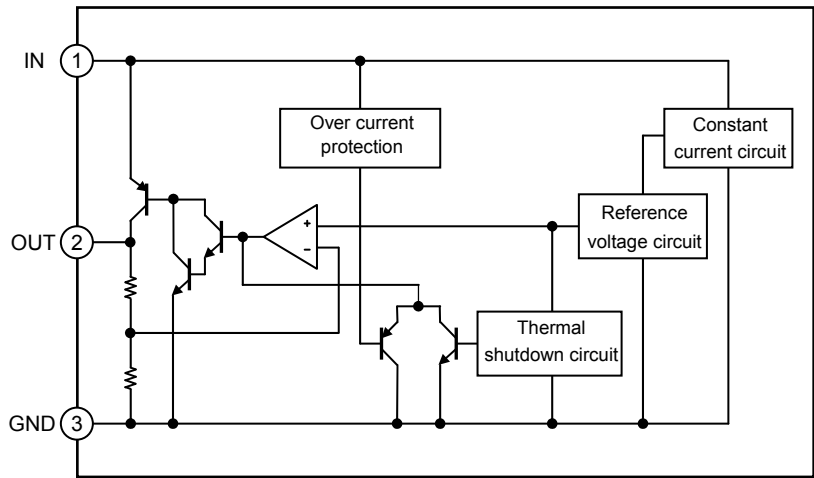 IN 1
Over current
protection
Constant
current circuit
OUT 2
+
−
Reference
voltage circuit
Thermal
shutdown circuit
GND 3